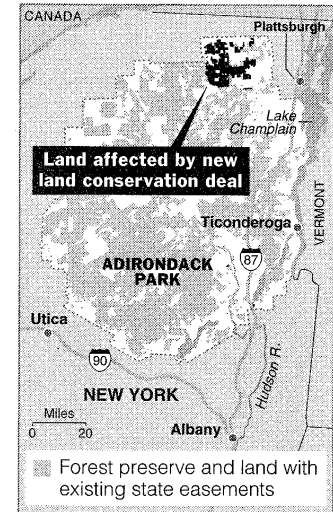 CANADA
Plattsburgh
Lake
Champlain
Land affected by new
land conservation deal
VERMONT
Ticonderoga
ADIRONDACK
PARK
87
Utica
90
Hudson R.
NEW YORK
Miles
0 20
Albany
Forest preserve and land with
existing state easements